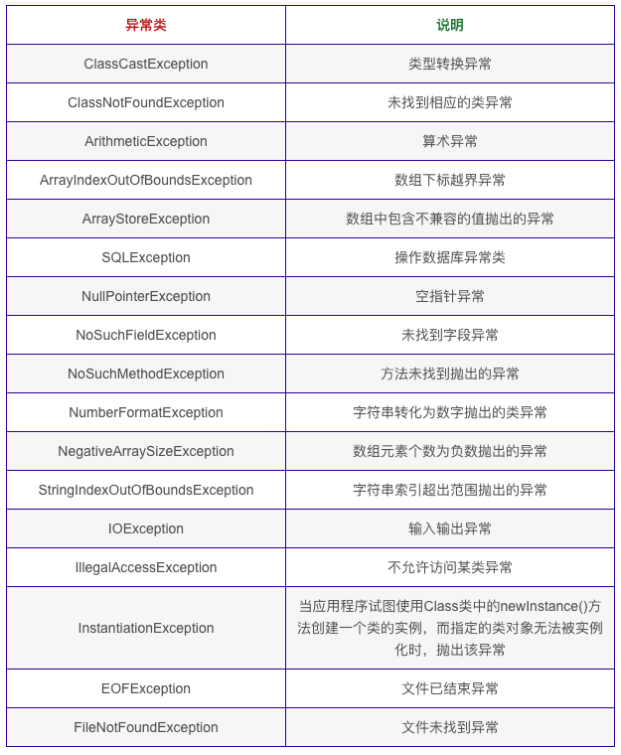 异常类 说明
ClassCastException 类型转换异常
ClassNotFoundException 未找到相应的类异常
ArithmeticException 算术异常
ArrayIndexOutOfBoundsException 数组下标越界异常
ArrayStoreException 数组中包含不兼容的值抛出的异常
SQLException 操作数据库异常类
NullPointerException 空指针异常
NoSuchFieldException 未找到字段异常
NoSuchMethodException 方法未找到抛出的异常
NumberFormatException 字符串转化为数字抛出的类异常
NegativeArraySizeException 数组元素个数为负数抛出的异常
StringIndexOutOfBoundsException 字符串索引超出范围抛出的异常
IOException 输入输出异常
IllegalAccessException 不允许访问某类异常
InstantiationException 当应用程序试图使用Class类中的newInstance()方
法创建一个类的实例，而指定的类对象无法被实例
化时，抛出该异常
EOFException 文件已结束异常
FileNotFoundException 文件未找到异常